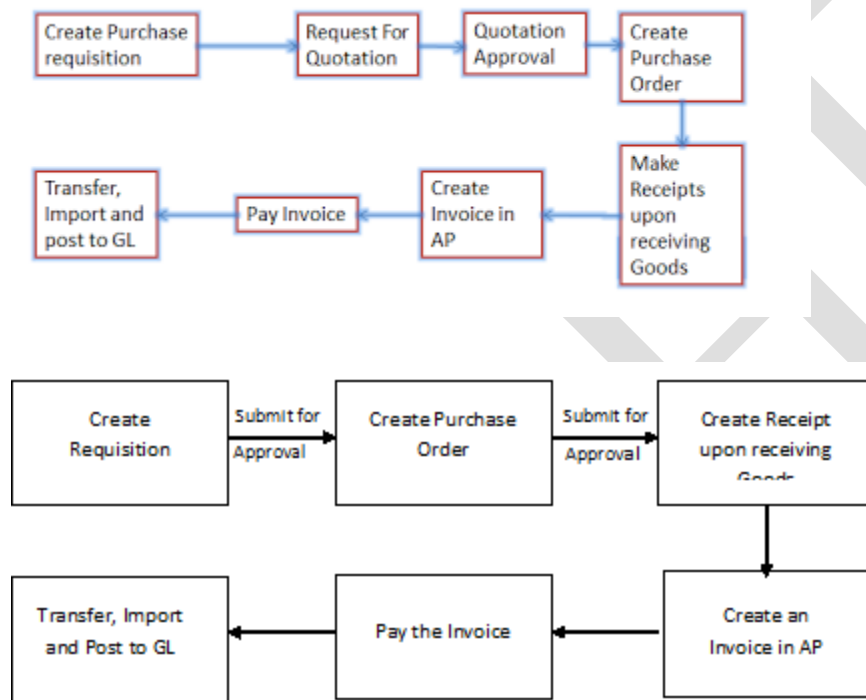 Create Purchase
requisition
Request For
Quotation
Quotation
Approval
Create
Purchase
Order
Make
Receipts
upon
receiving
Goods
Create
Invoice in
AP
Pay Invoice
Transfer,
Import and
post to GL
Create
Requisition
Submit for
Approval
Create Purchase
Order
Submit for
Approval
Create Receipt
upon receiving
Goods
Create an
Invoice in AP
Pay the Invoice
Transfer, Import
and Post to GL